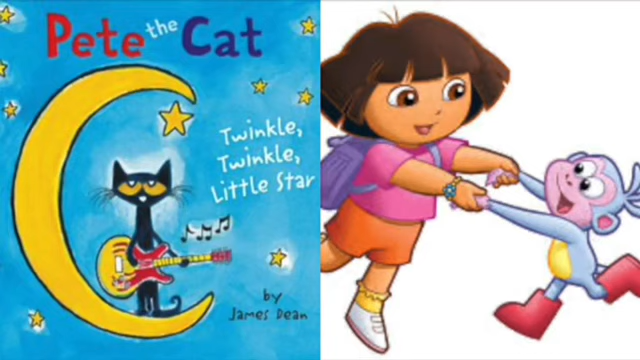 Pete the Cat
Twinkle,
Twinkle,
Little Star
by
James Dean